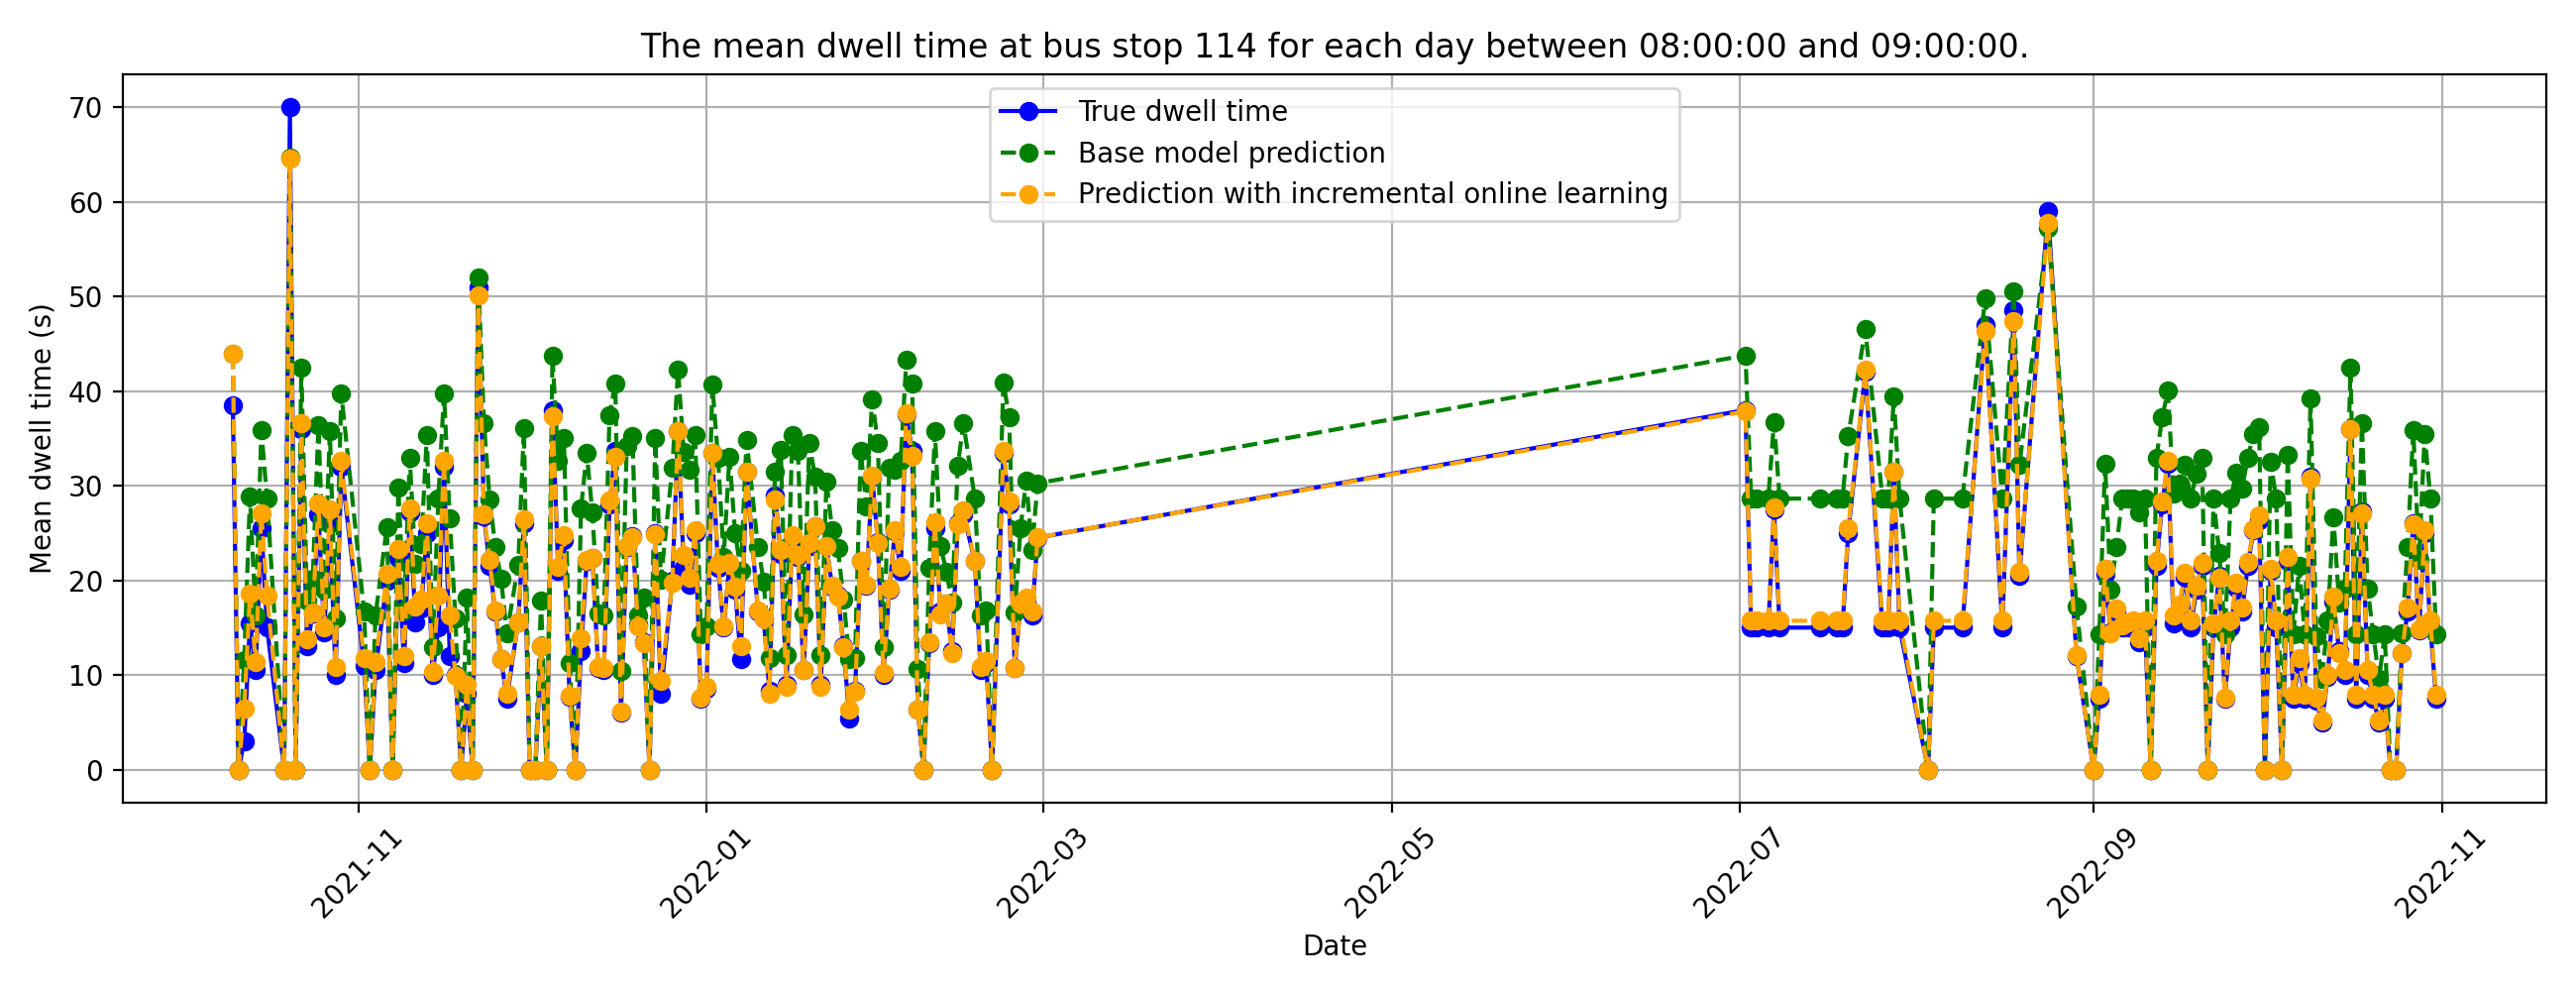 The mean dwell time at bus stop 114 for each day between 08:00:00 and 09:00:00.
True dwell time
Base model prediction
Prediction with incremental online learning
Mean dwell time (s)
70
60
50
40
30
20
10
0
2021-11
2022-01
2022-03
2022-05
2022-07
2022-09
2022-11
Date